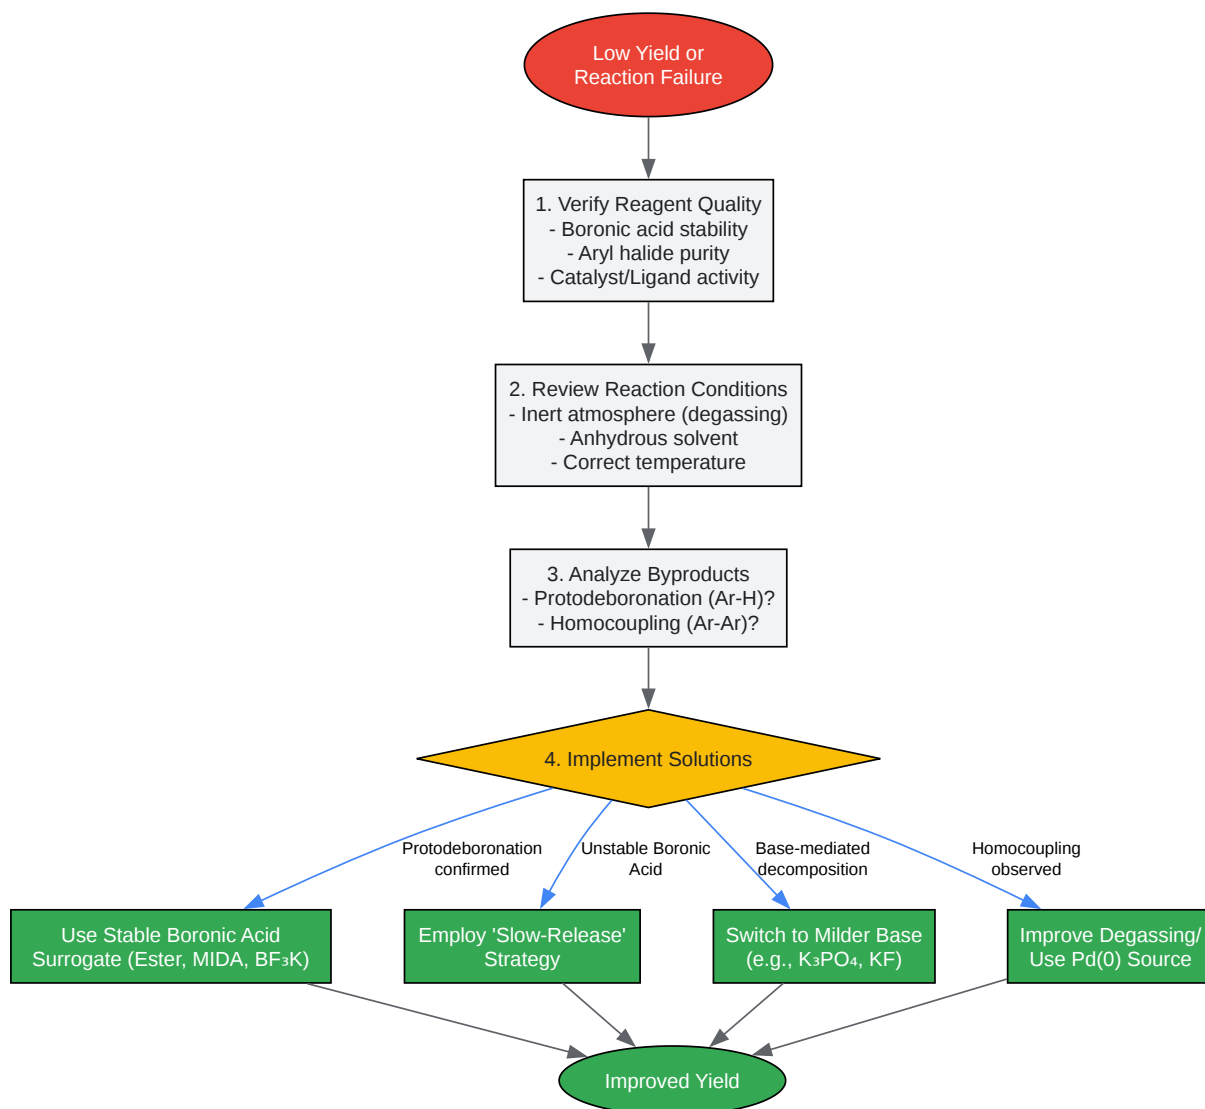 Low Yield or
Reaction Failure
1. Verify Reagent Quality
- Boronic acid stability
- Aryl halide purity
- Catalyst/Ligand activity
2. Review Reaction Conditions
- Inert atmosphere (degassing)
- Anhydrous solvent
- Correct temperature
3. Analyze Byproducts
- Protodeboronation (Ar-H)?
- Homocoupling (Ar-Ar)?
4. Implement Solutions
Protodeboronation
confirmed
Unstable Boronic
Acid
Base-mediated
decomposition
Homocoupling
observed
Use Stable Boronic Acid
Surrogate (Ester, MIDA, BF₃K)
Employ 'Slow-Release'
Strategy
Switch to Milder Base
(e.g., K₃PO₄, KF)
Improve Degassing/
Use Pd(0) Source
Improved Yield